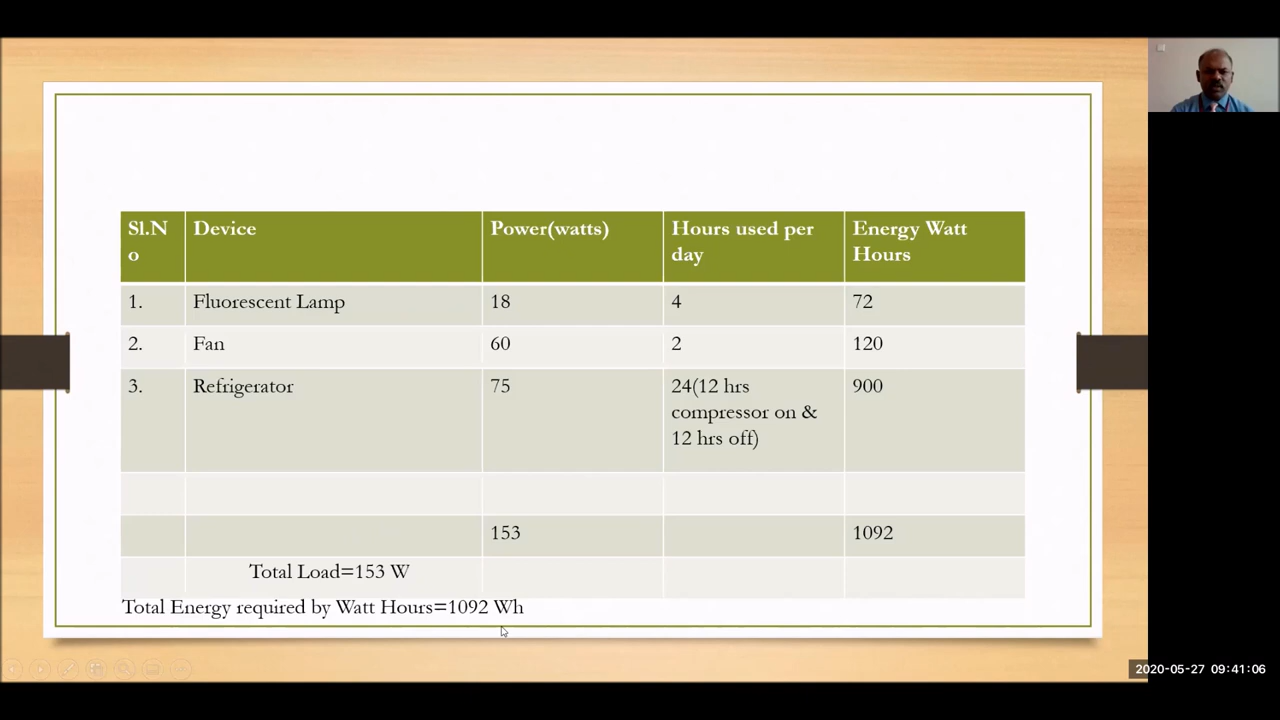 Sl.N
o
Device
Power(watts)
Hours used per
day
Energy Watt
Hours
1.
Fluorescent Lamp
18
4
72
2.
Fan
60
2
120
3.
Refrigerator
75
24(12 hrs
compressor on &
12 hrs off)
900
153
1092
Total Load=153 W
Total Energy required by Watt Hours=1092 Wh
2020-05-27 09:41:06